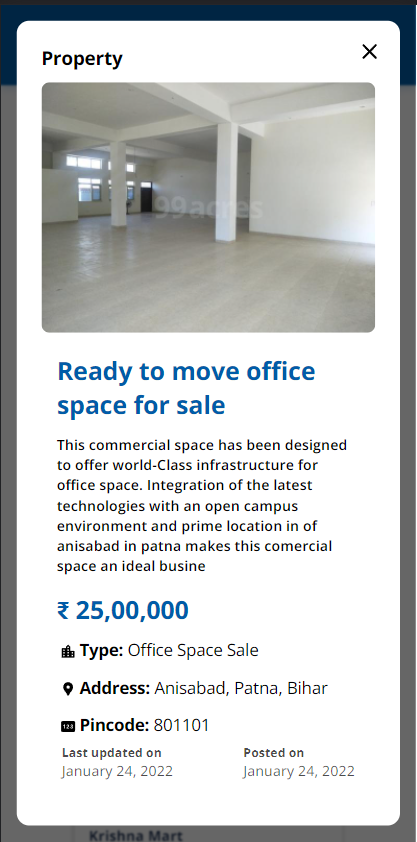 Property
99acres
Ready to move office
space for sale
This commercial space has been designed
to offer world-Class infrastructure for
office space. Integration of the latest
technologies with an open campus
environment and prime location in of
anisabad in patna makes this comercial
space an ideal busine
₹ 25,00,000
Type: Office Space Sale
Address: Anisabad, Patna, Bihar
123 Pincode: 801101
Last updated on Posted on
January 24, 2022 January 24, 2022
Krishna Mart